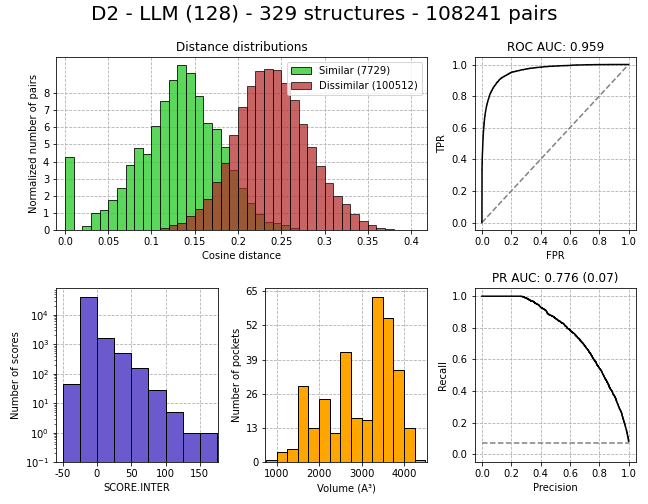 D2 - LLM (128) - 329 structures - 108241 pairs
Distance distributions
Similar (7729)
Dissimilar (100512)
Normalized number of pairs
8
7
6
5
4
3
2
1
0
0.0 0.05 0.1 0.15 0.2 0.25 0.3 0.35 0.4
Cosine distance
ROC AUC: 0.959
TPR
1.0
0.8
0.6
0.4
0.2
0.0
0.0 0.2 0.4 0.6 0.8 1.0
FPR
Number of scores
10⁴
10³
10²
10¹
10⁰
10⁻¹
-50 0 50 100 150
SCORE.INTER
Number of pockets
65
52
39
26
13
0
1000 2000 3000 4000
Volume (A³)
PR AUC: 0.776 (0.07)
Recall
1.0
0.8
0.6
0.4
0.2
0.0
0.0 0.2 0.4 0.6 0.8 1.0
Precision